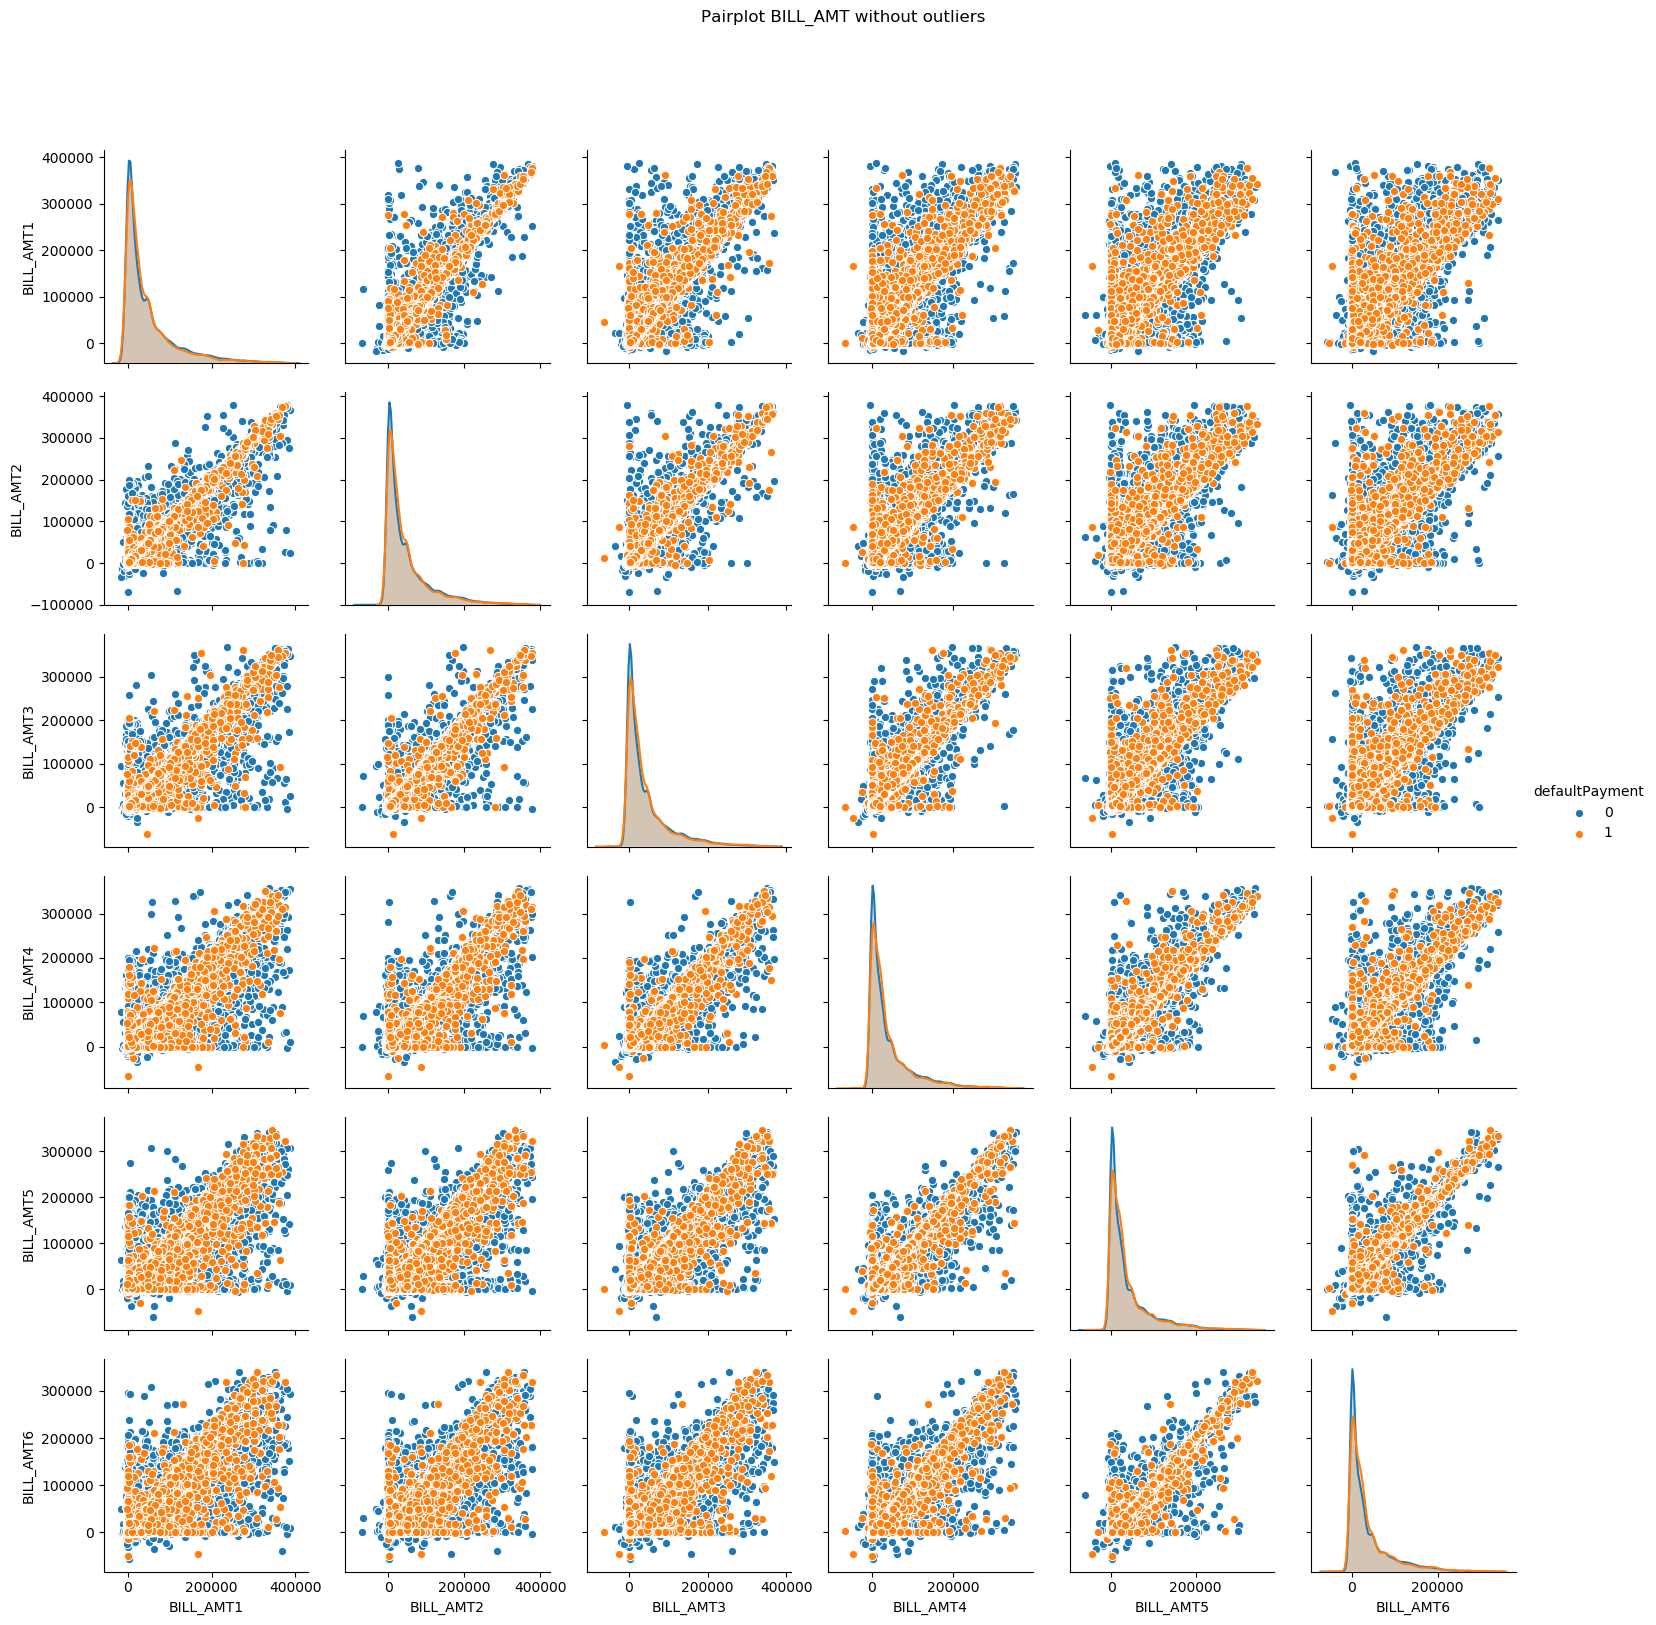 Pairplot BILL_AMT without outliers
400000
300000
200000
100000
0
BILL_AMT1
400000
300000
200000
100000
0
−100000
BILL_AMT2
300000
200000
100000
0
BILL_AMT3
defaultPayment
0
1
300000
200000
100000
0
BILL_AMT4
300000
200000
100000
0
BILL_AMT5
300000
200000
100000
0
BILL_AMT6
0 200000 400000 0 200000 400000 0 200000 400000 0 200000 0 200000 0 200000
BILL_AMT1 BILL_AMT2 BILL_AMT3 BILL_AMT4 BILL_AMT5 BILL_AMT6